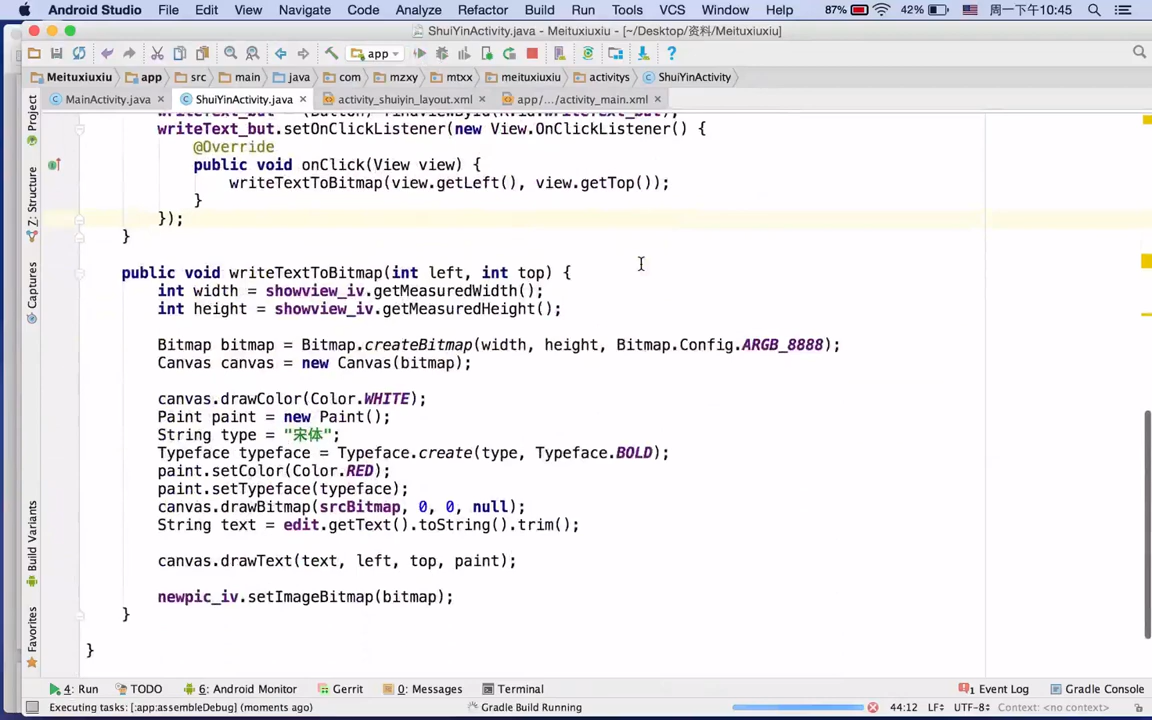 Android Studio File Edit View Navigate Code Analyze Refactor Build Run Tools VCS Window Help 87% 42% 周一下午10:45
ShuiYinActivity.java - Meituxiuxiu - [~/Desktop/资料/Meituxiuxiu]
app
Meituxiuxiu app src main java com mzxy mtxx meituxiuxiu activitys ShuiYinActivity
MainActivity.java ShuiYinActivity.java activity_shuiyin_layout.xml app/.../activity_main.xml
writeText_but = (Button) findViewById(R.id.writeText_but);
writeText_but.setOnClickListener(new View.OnClickListener() {
@Override
public void onClick(View view) {
writeTextToBitmap(view.getLeft(), view.getTop());
}
});
}
public void writeTextToBitmap(int left, int top) {
int width = showview_iv.getMeasuredWidth();
int height = showview_iv.getMeasuredHeight();
Bitmap bitmap = Bitmap.createBitmap(width, height, Bitmap.Config.ARGB_8888);
Canvas canvas = new Canvas(bitmap);
canvas.drawColor(Color.WHITE);
Paint paint = new Paint();
String type = "宋体";
Typeface typeface = Typeface.create(type, Typeface.BOLD);
paint.setColor(Color.RED);
paint.setTypeface(typeface);
canvas.drawBitmap(srcBitmap, 0, 0, null);
String text = edit.getText().toString().trim();
canvas.drawText(text, left, top, paint);
newpic_iv.setImageBitmap(bitmap);
}
}
Project
Z: Structure
Captures
Build Variants
Favorites
4: Run TODO 6: Android Monitor Gerrit 0: Messages Terminal 1 Event Log Gradle Console
Executing tasks: [:app:assembleDebug] (moments ago) Gradle Build Running 44:12 LF÷ UTF-8÷ Context: <no context>